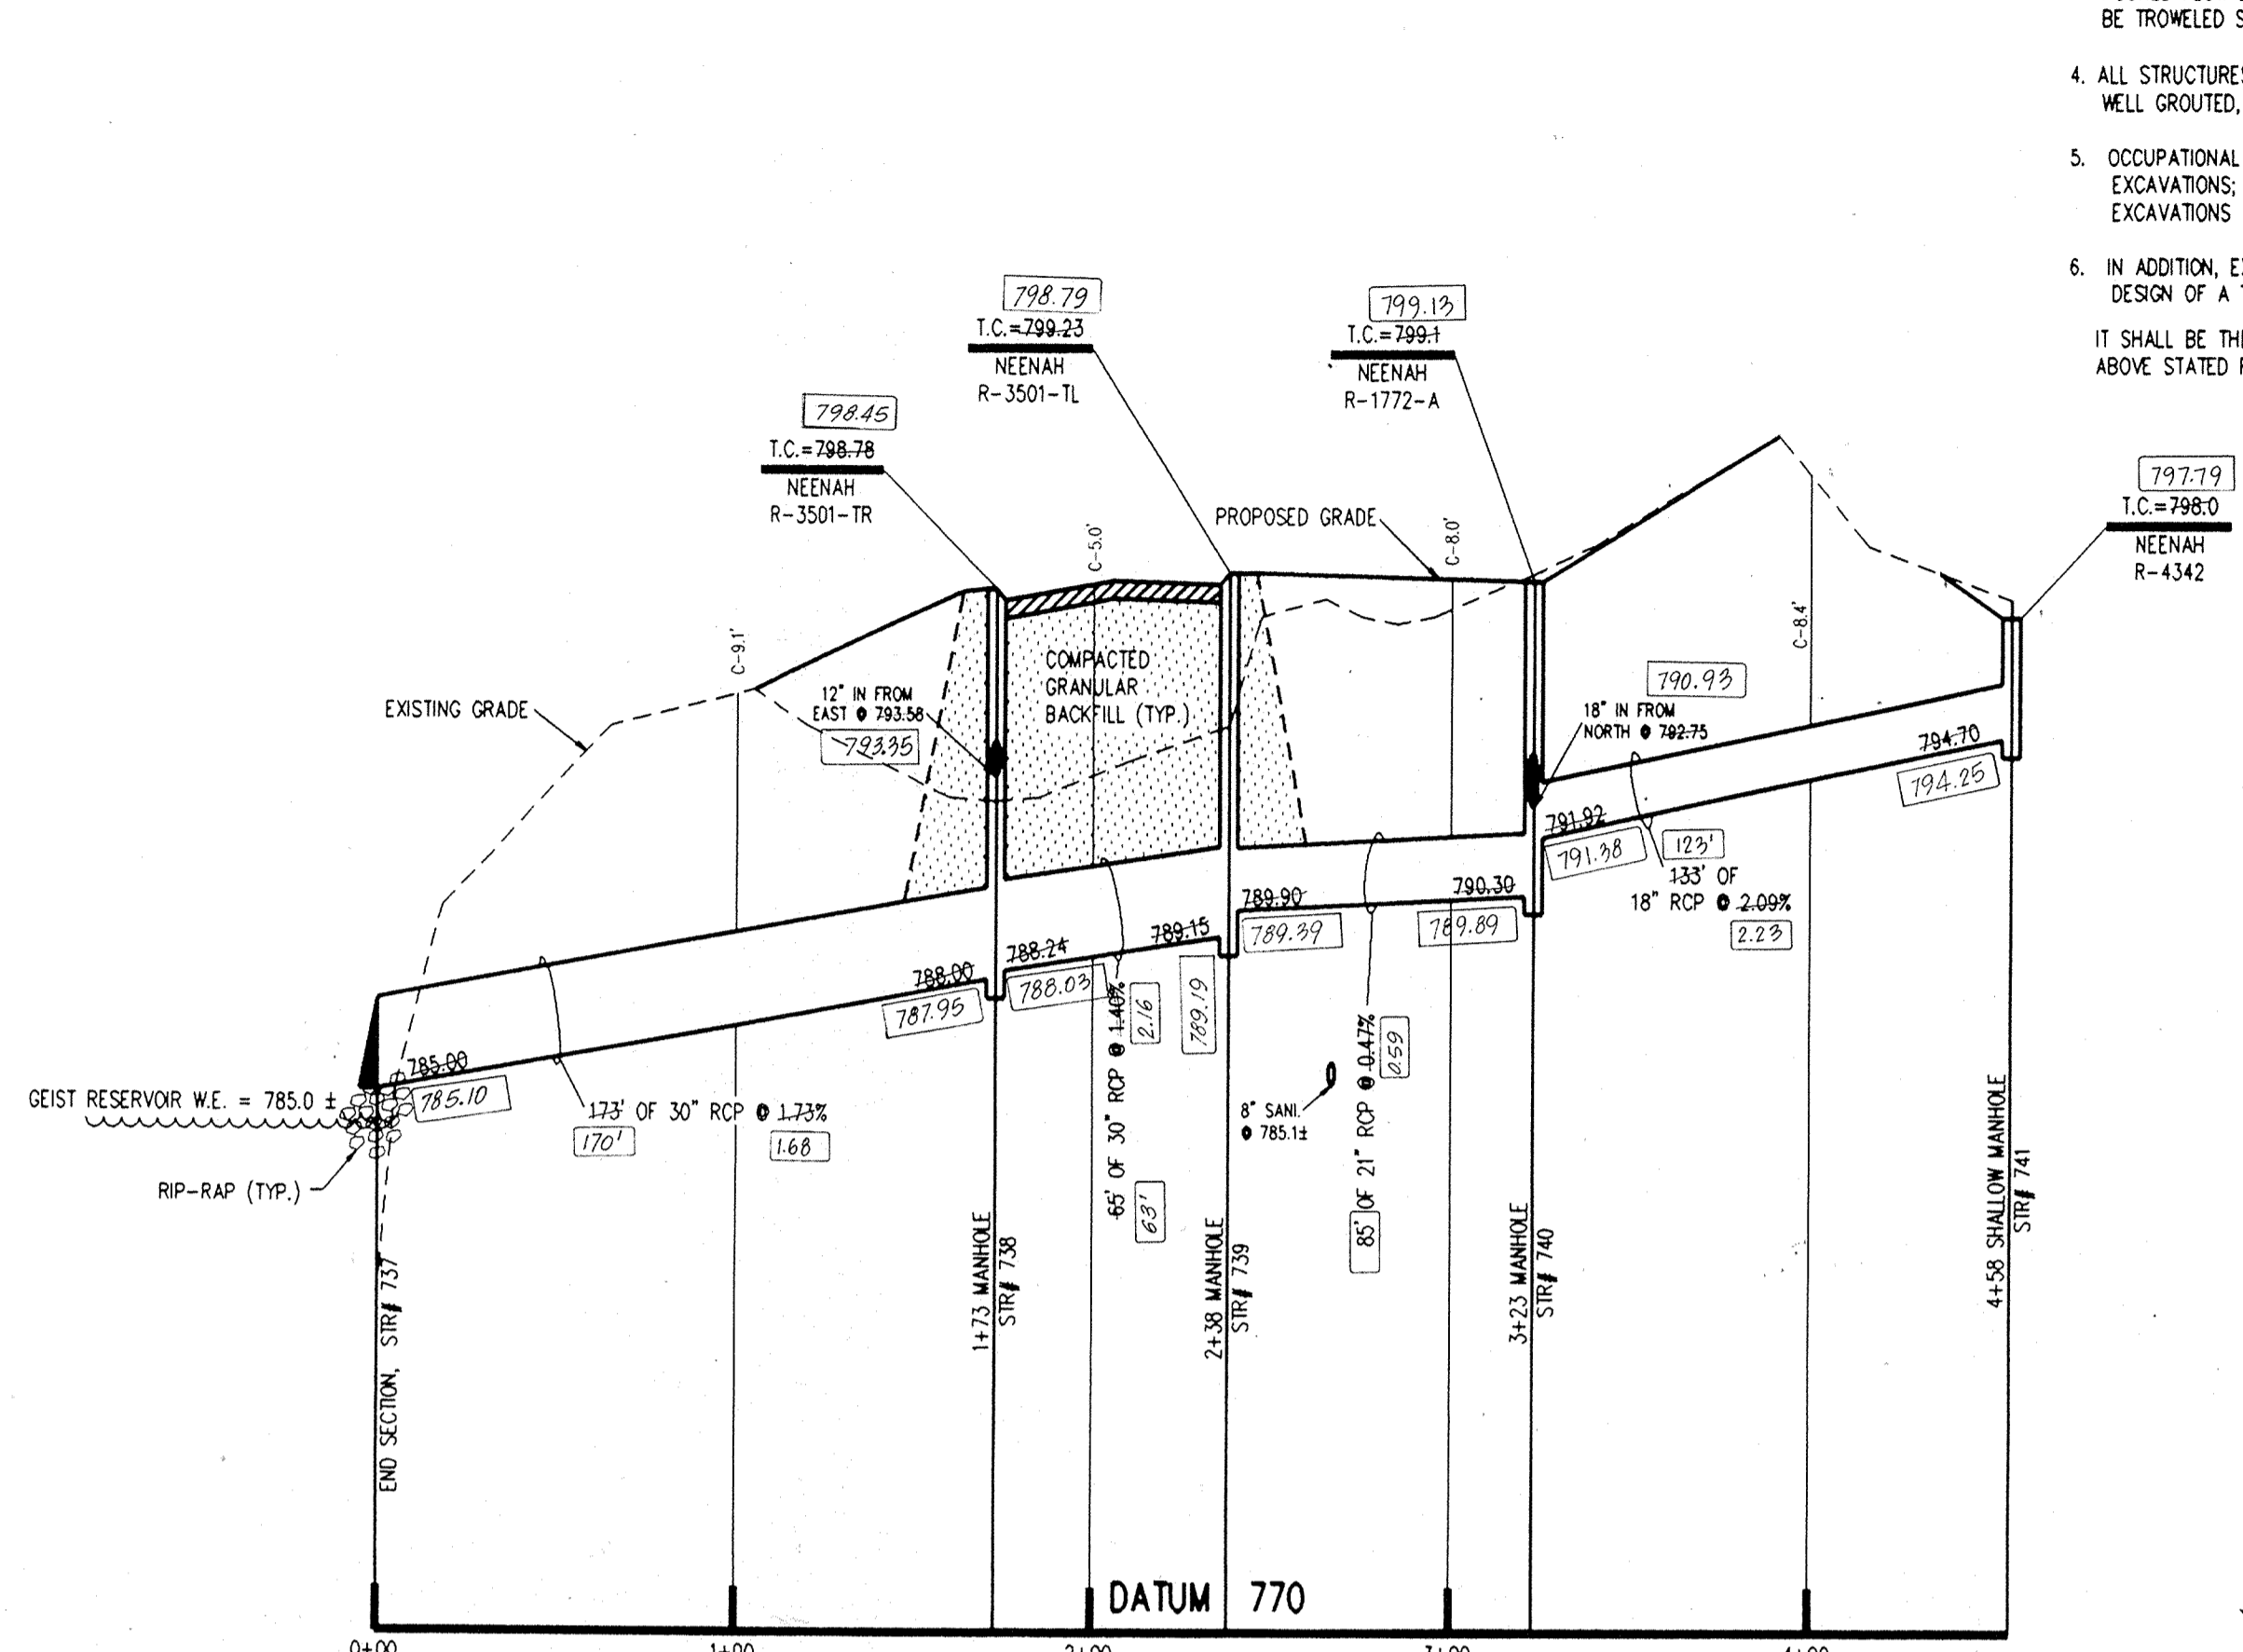 BE TROWELED S
4. ALL STRUCTURES
WELL GROUTED,
5. OCCUPATIONAL
EXCAVATIONS;
EXCAVATIONS
6. IN ADDITION, E
DESIGN OF A
IT SHALL BE THE
ABOVE STATED
798.79
T.C.=799.23
NEENAH
R-3501-TL
799.13
T.C.=799.1
NEENAH
R-1772-A
798.45
T.C.=798.78
NEENAH
R-3501-TR
797.79
T.C.=798.0
NEENAH
R-4342
PROPOSED GRADE
C-9.1'
C-5.0'
C-8.0'
C-8.4'
EXISTING GRADE
12" IN FROM
EAST @ 793.58
793.35
COMPACTED
GRANULAR
BACKFILL (TYP.)
790.93
18" IN FROM
NORTH @ 792.75
794.70
794.25
791.92
791.38
123'
133' OF
18" RCP @ 2.09%
2.23
789.90
789.39
790.30
789.89
788.24
788.03
789.15
789.19
788.00
787.95
785.00
785.10
GEIST RESERVOIR W.E. = 785.0 ±
RIP-RAP (TYP.)
173' OF 30" RCP @ 1.73%
170'
1.68
65' OF 30" RCP @ 1.40%
63'
2.16
8" SANI.
@ 785.1±
85' OF 21" RCP @ 0.47%
0.59
END SECTION, STR# 737
1+73 MANHOLE
STR# 738
2+38 MANHOLE
STR# 739
3+23 MANHOLE
STR# 740
4+58 SHALLOW MANHOLE
STR# 741
DATUM 770
0+00
1+00
2+00
3+00
4+00